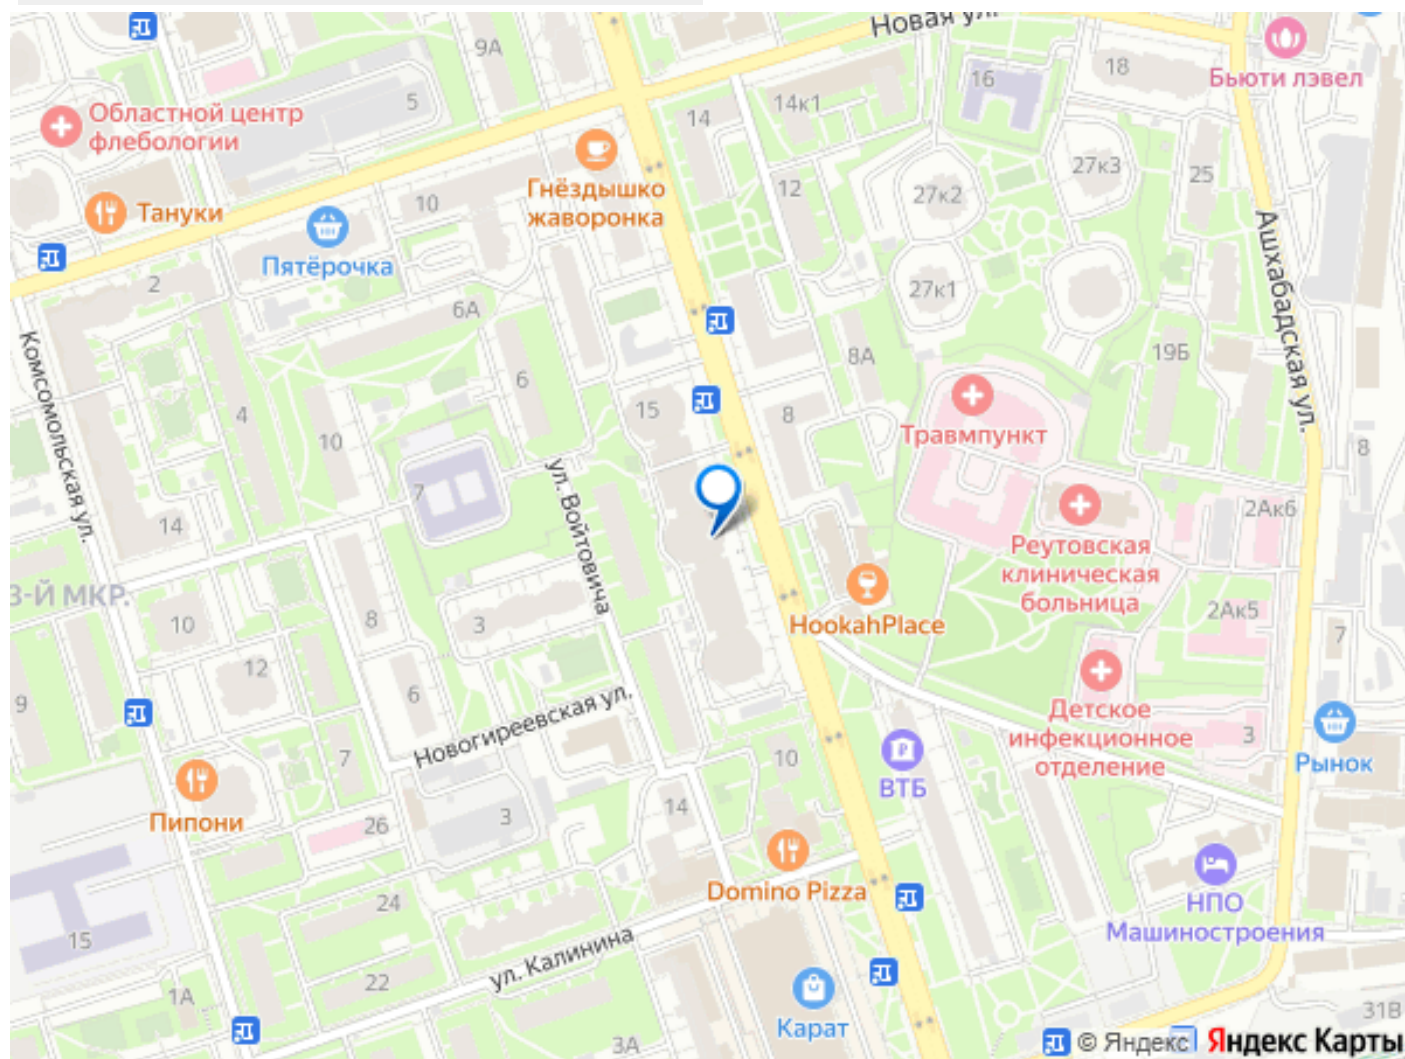 Новая ул.
9А
16
18
Бьюти лэвел
Областной центр
флебологии
5
14
14к1
27к2
27к3
25
Гнёздышко
жаворонка
12
Тануки
10
Пятёрочка
Ашхабадская ул.
2
27к1
6А
Комсомольская ул.
8А
19Б
6
15
8
4
10
Травмпункт
8
7
ул. Войтовича
14
2Ак6
Реутовская
клиническая
больница
3-Й МКР.
HookahPlace
10
8
3
2Ак5
7
12
6
9
Новогиреевская ул.
Детское
инфекционное
отделение
3
Рынок
7
10
ВТБ
Пипони
26
3
14
Domino Pizza
НПО
Машиностроения
24
15
ул. Калинина
22
1А
Карат
3А
31В
© Яндекс Яндекс Карты